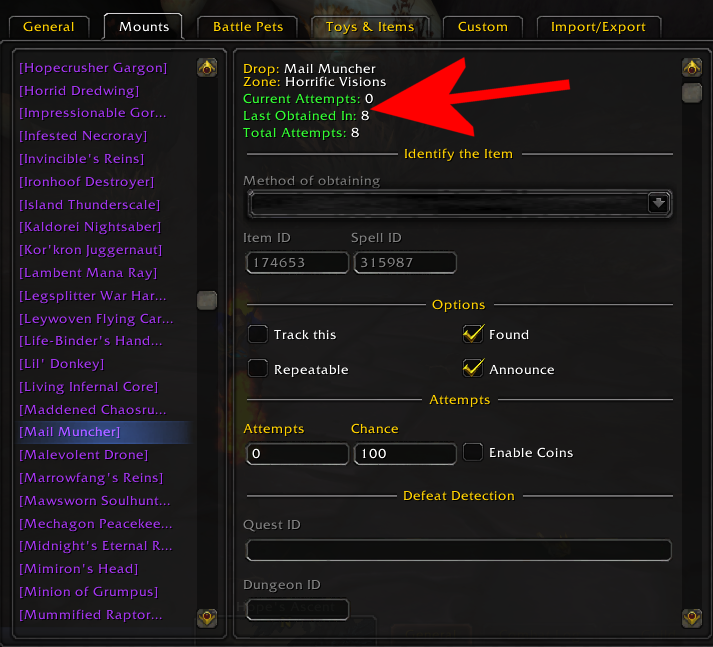 General
Mounts
Battle Pets
Toys & Items
Custom
Import/Export
[Hopecrusher Gargon]
[Horrid Dredwing]
[Impressionable Gor...
[Infested Necroray]
[Invincible's Reins]
[Ironhoof Destroyer]
[Island Thunderscale]
[Kaldorei Nightsaber]
[Kor'kron Juggernaut]
[Lambent Mana Ray]
[Legsplitter War Har...
[Leywoven Flying Car...
[Life-Binder's Hand...
[Lil' Donkey]
[Living Infernal Core]
[Maddened Chaosru...
[Mail Muncher]
[Malevolent Drone]
[Marrowfang's Reins]
[Mawsworn Soulhunt...
[Mechagon Peacekee...
[Midnight's Eternal R...
[Mimiron's Head]
[Minion of Grumpus]
[Mummified Raptor...
Drop: Mail Muncher
Zone: Horrific Visions
Current Attempts: 0
Last Obtained In: 8
Total Attempts: 8
Identify the Item
Method of obtaining
Item ID
Spell ID
174653
315987
Options
Track this
Found
Repeatable
Announce
Attempts
Attempts
Chance
0
100
Enable Coins
Defeat Detection
Quest ID
Dungeon ID